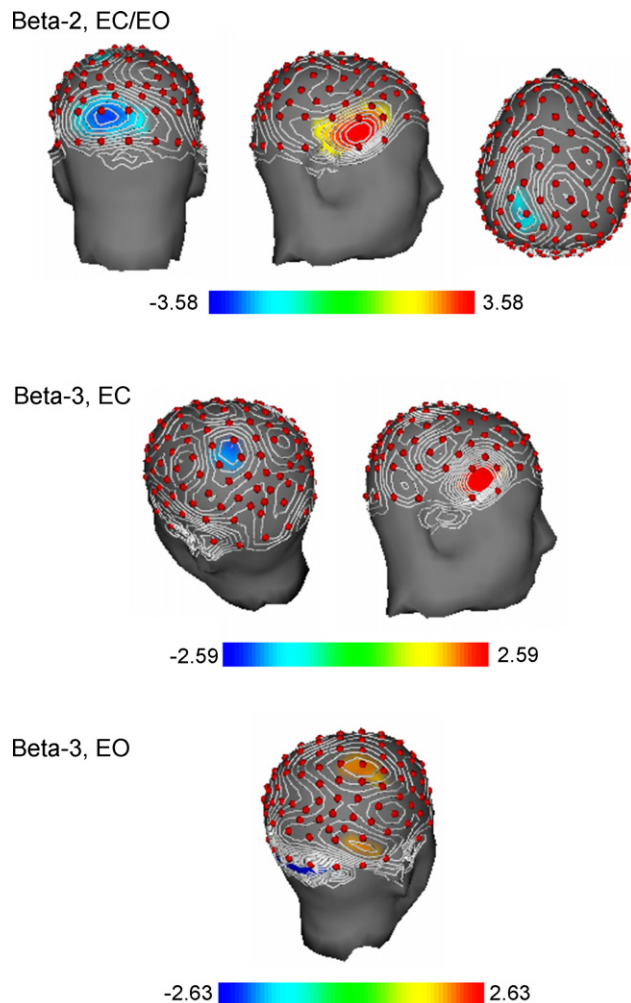 Beta-2, EC/EO
-3.58 3.58
Beta-3, EC
-2.59 2.59
Beta-3, EO
-2.63 2.63